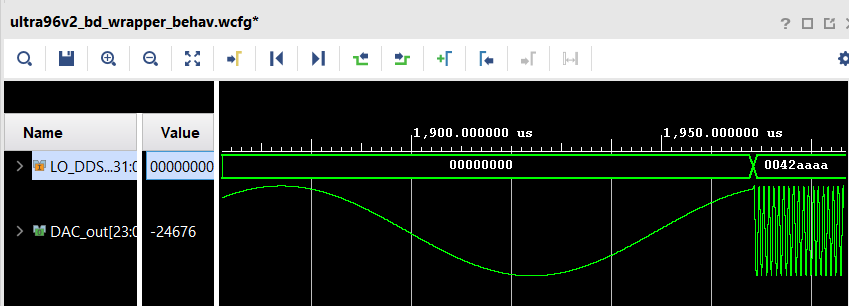 ultra96v2_bd_wrapper_behav.wcfg*
Name
Value
1,900.000000 us
1,950.000000 us
LO_DDS...31:0
00000000
00000000
0042aaaa
DAC_out[23:0
-24676